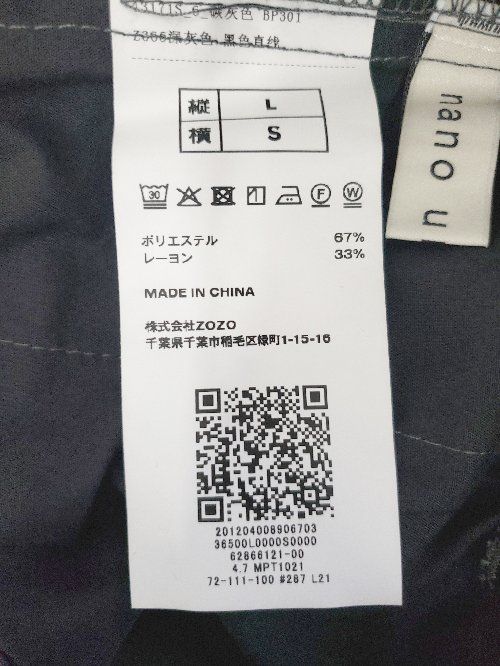 Z366深灰色 黑色直线
縦 L
横 S
30 F W
ポリエステル 67%
レーヨン 33%
MADE IN CHINA
株式会社ZOZO
千葉県千葉市稲毛区緑町1-15-16
201204008906703
36500L0000S0000
62866121-00
4.7 MPT1021
72-111-100 #287 L21
nano u